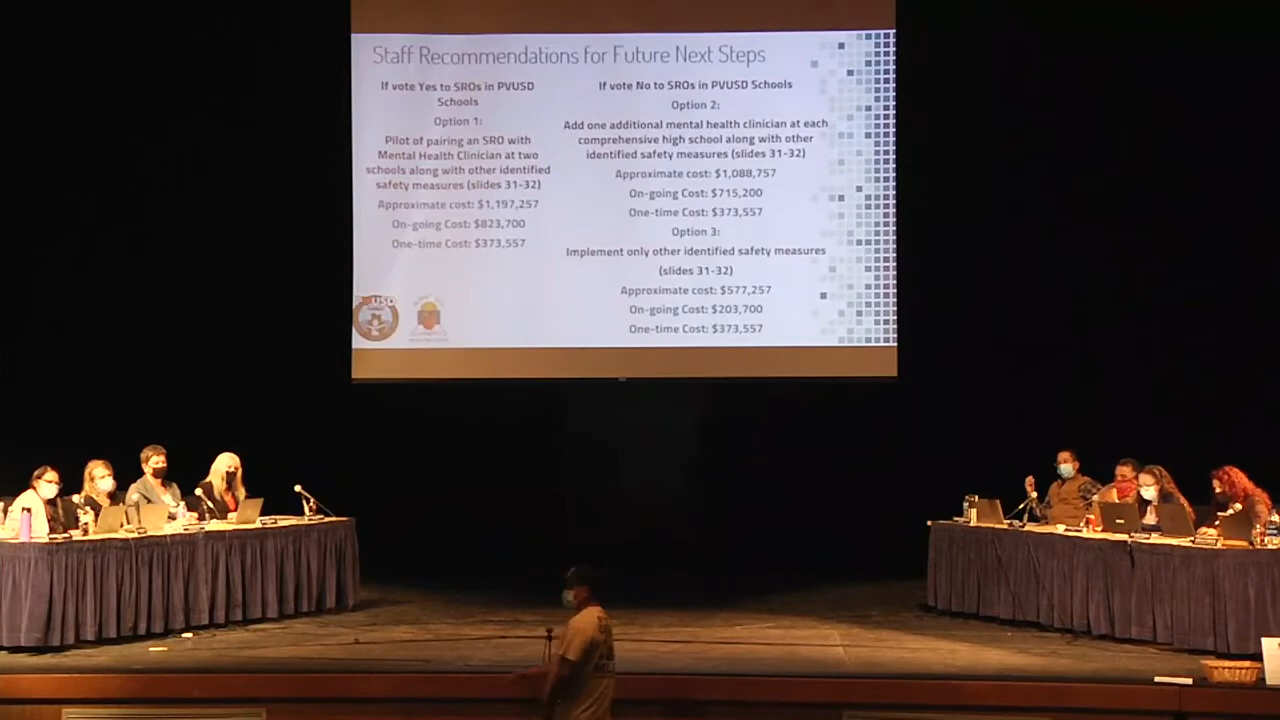 Staff Recommendations for Future Next Steps
If vote Yes to SROs in PVUSD
Schools
Option 1:
Pilot of pairing an SRO with
Mental Health Clinician at two
schools along with other identified
safety measures (slides 31-32)
Approximate cost: $1,197,257
On-going Cost: $823,700
One-time Cost: $373,557
If vote No to SROs in PVUSD Schools
Option 2:
Add one additional mental health clinician at each
comprehensive high school along with other
identified safety measures (slides 31-32)
Approximate cost: $1,088,757
On-going Cost: $715,200
One-time Cost: $373,557
Option 3:
Implement only other identified safety measures
(slides 31-32)
Approximate cost: $577,257
On-going Cost: $203,700
One-time Cost: $373,557